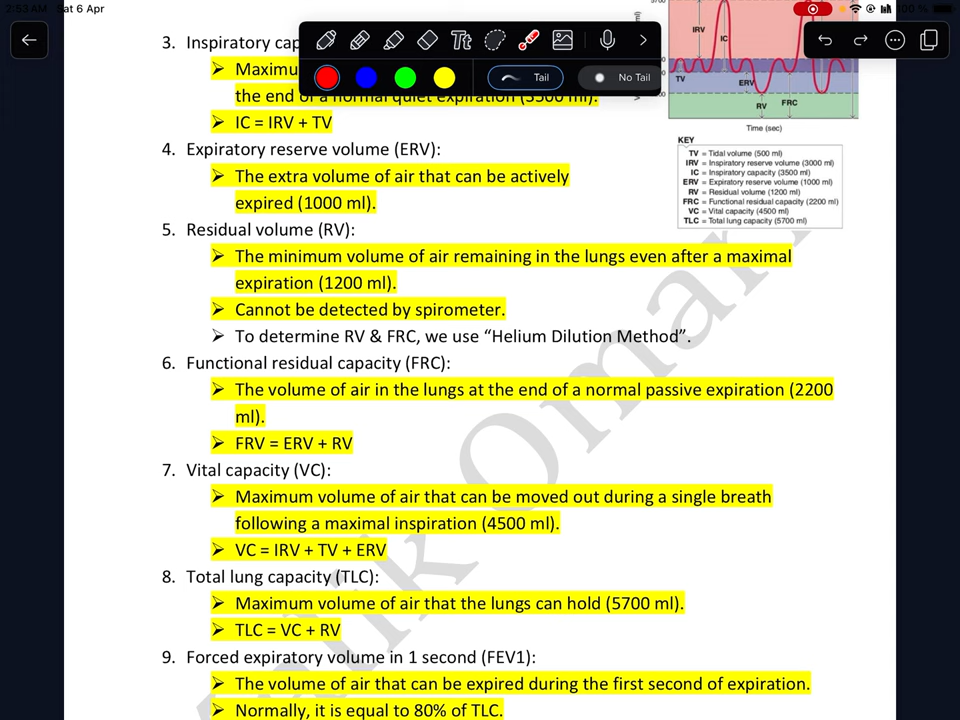 2:53 AM Sat 6 Apr
100 %
Tt
Tail
No Tail
5700
IRV
IC
TV
ERV
RV
FRC
Time (sec)
KEY
TV = Tidal volume (500 ml)
IRV = Inspiratory reserve volume (3000 ml)
IC = Inspiratory capacity (3500 ml)
ERV = Expiratory reserve volume (1000 ml)
RV = Residual volume (1200 ml)
FRC = Functional residual capacity (2200 ml)
VC = Vital capacity (4500 ml)
TLC = Total lung capacity (5700 ml)
3. Inspiratory cap
➢ Maximu
the end of a normal quiet expiration (3500 ml).
➢ IC = IRV + TV
4. Expiratory reserve volume (ERV):
➢ The extra volume of air that can be actively
expired (1000 ml).
5. Residual volume (RV):
➢ The minimum volume of air remaining in the lungs even after a maximal
expiration (1200 ml).
➢ Cannot be detected by spirometer.
➢ To determine RV & FRC, we use “Helium Dilution Method”.
6. Functional residual capacity (FRC):
➢ The volume of air in the lungs at the end of a normal passive expiration (2200
ml).
➢ FRV = ERV + RV
7. Vital capacity (VC):
➢ Maximum volume of air that can be moved out during a single breath
following a maximal inspiration (4500 ml).
➢ VC = IRV + TV + ERV
8. Total lung capacity (TLC):
➢ Maximum volume of air that the lungs can hold (5700 ml).
➢ TLC = VC + RV
9. Forced expiratory volume in 1 second (FEV1):
➢ The volume of air that can be expired during the first second of expiration.
➢ Normally, it is equal to 80% of TLC.